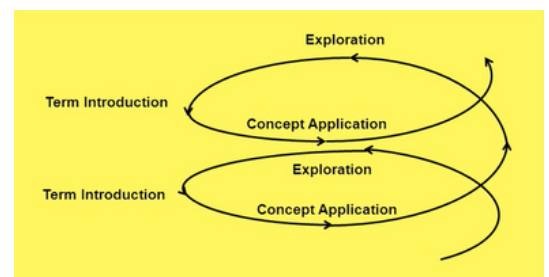 Exploration
Term Introduction
Concept Application
Exploration
Term Introduction
Concept Application